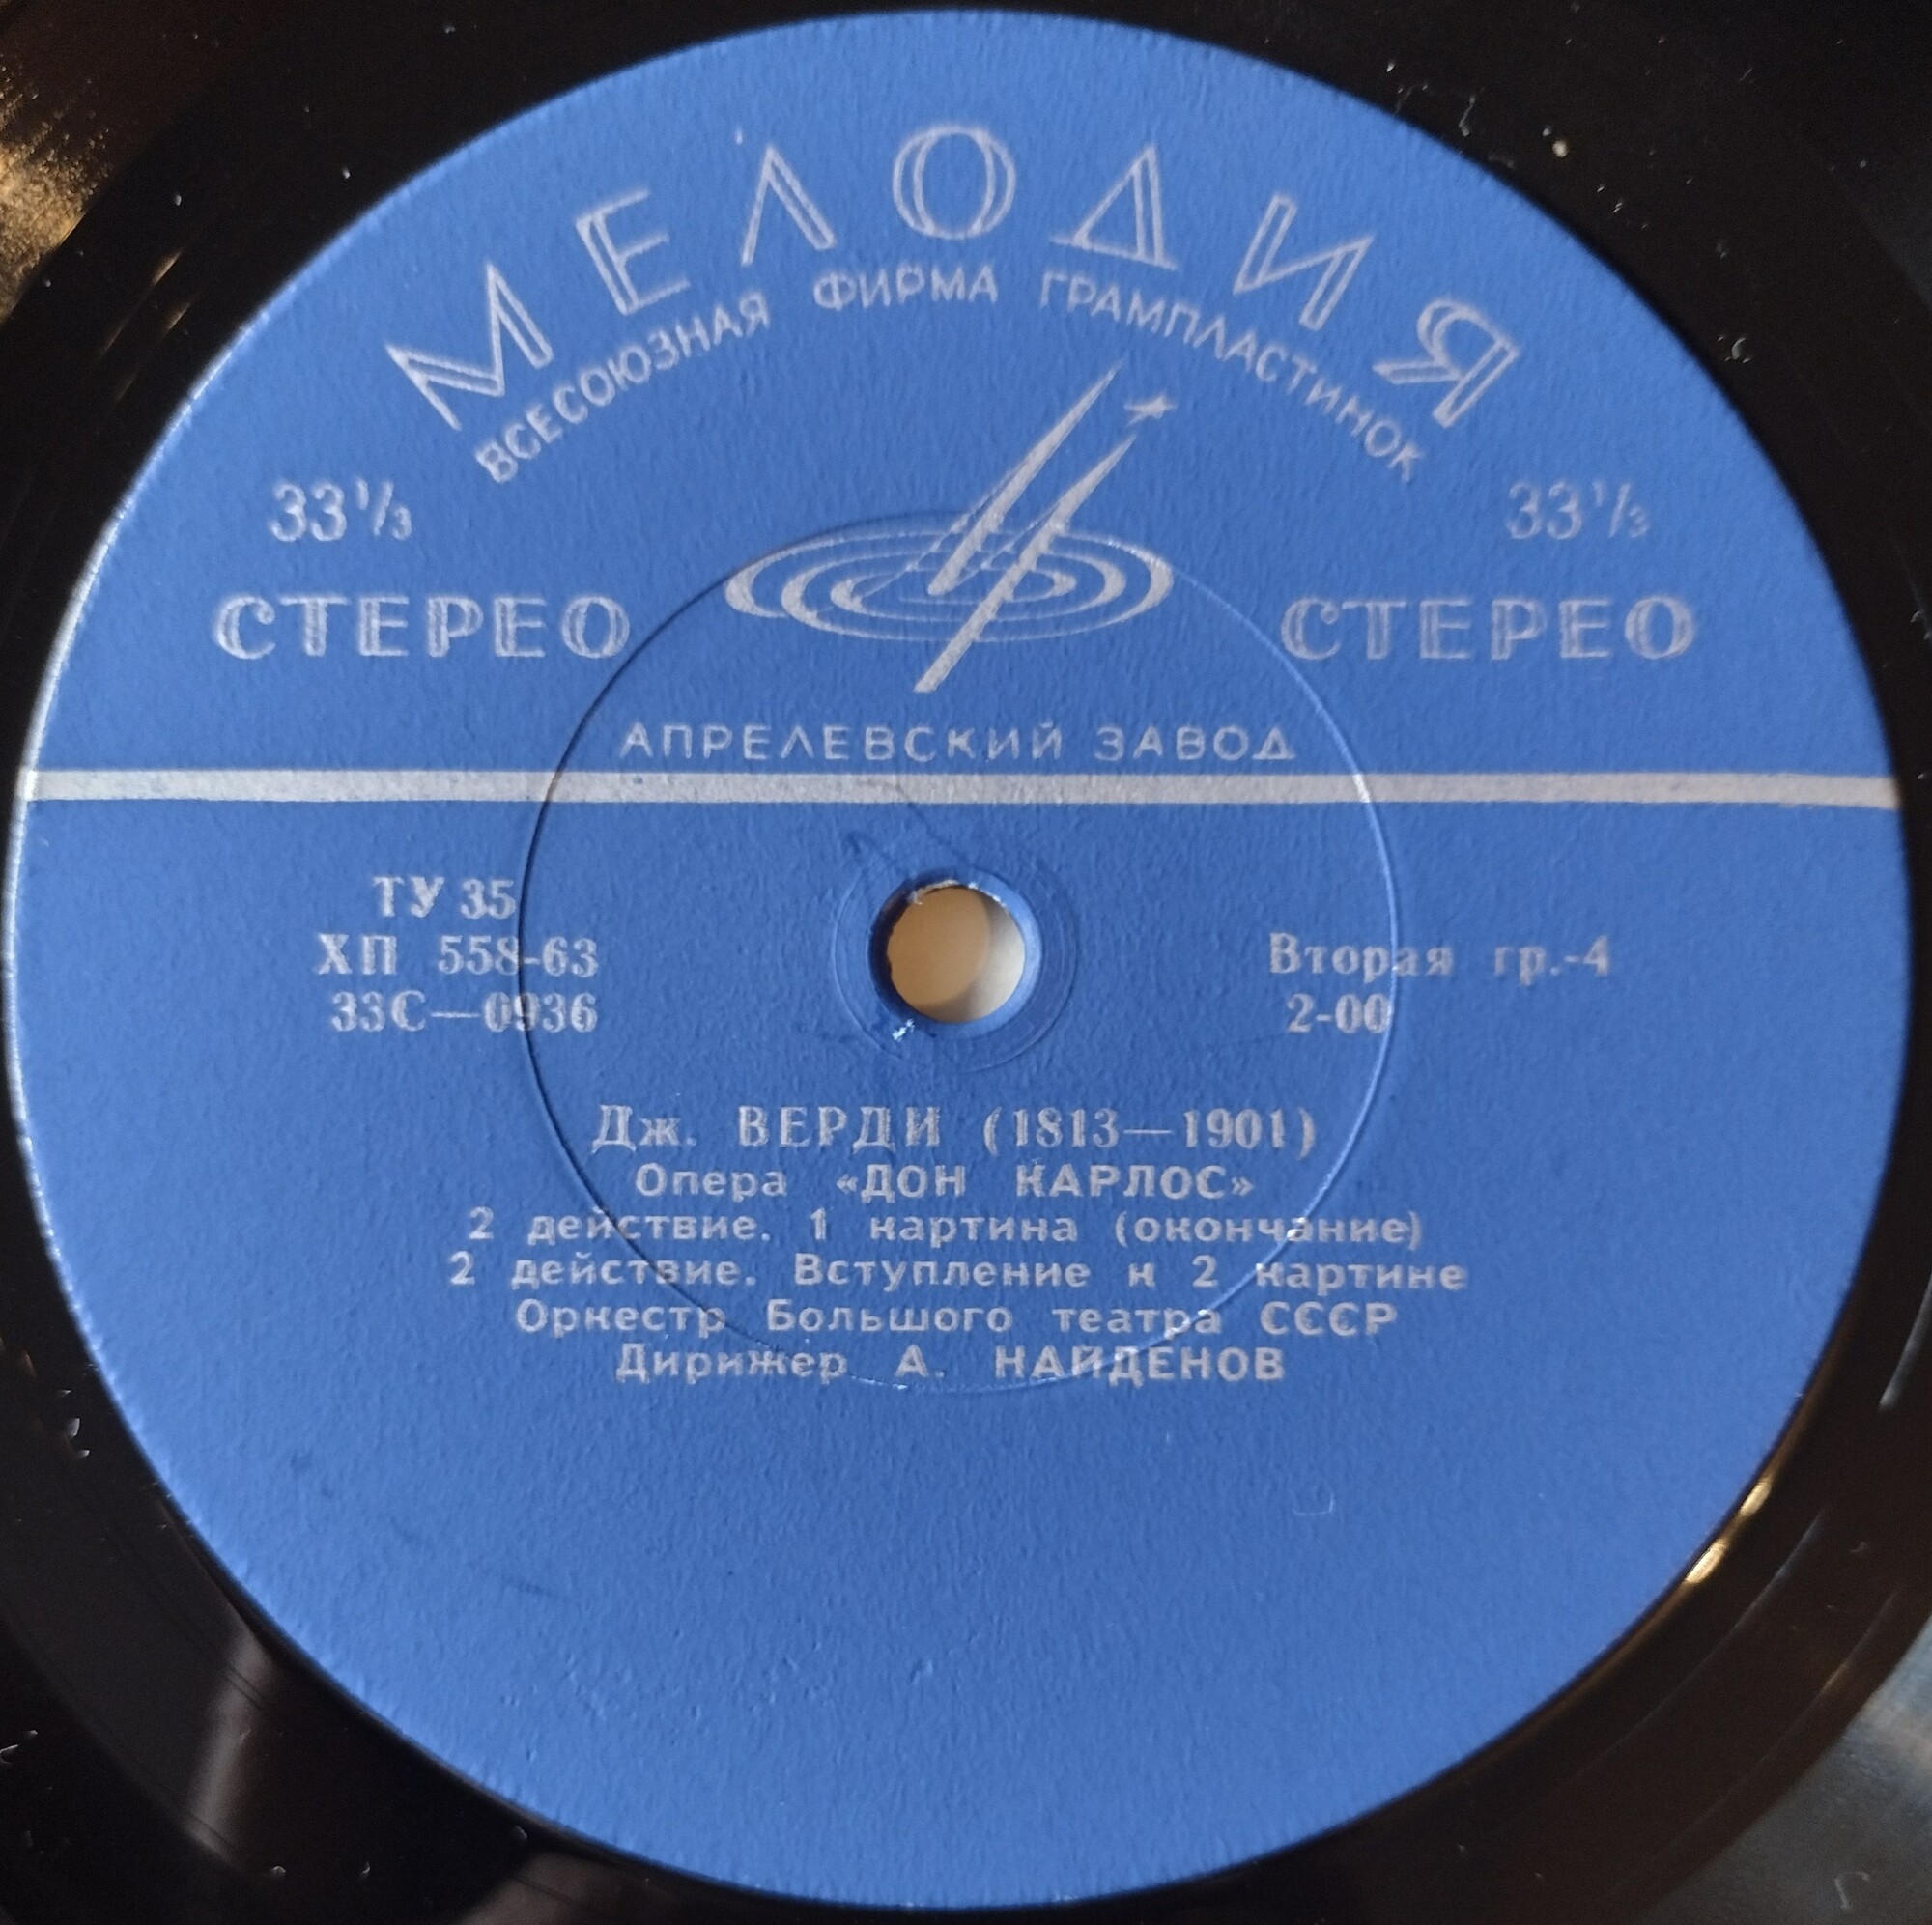 МЕЛОДИЯ
ВСЕСОЮЗНАЯ ФИРМА ГРАМПЛАСТИНОК
33⅓ 33⅓
СТЕРЕО СТЕРЕО
АПРЕЛЕВСКИЙ ЗАВОД
ТУ 35
ХП 558-63 Вторая гр.-4
33С—0936 2-00
Дж. ВЕРДИ (1813—1901)
Опера «ДОН КАРЛОС»
2 действие. 1 картина (окончание)
2 действие. Вступление к 2 картине
Оркестр Большого театра СССР
Дирижер А. НАЙДЕНОВ